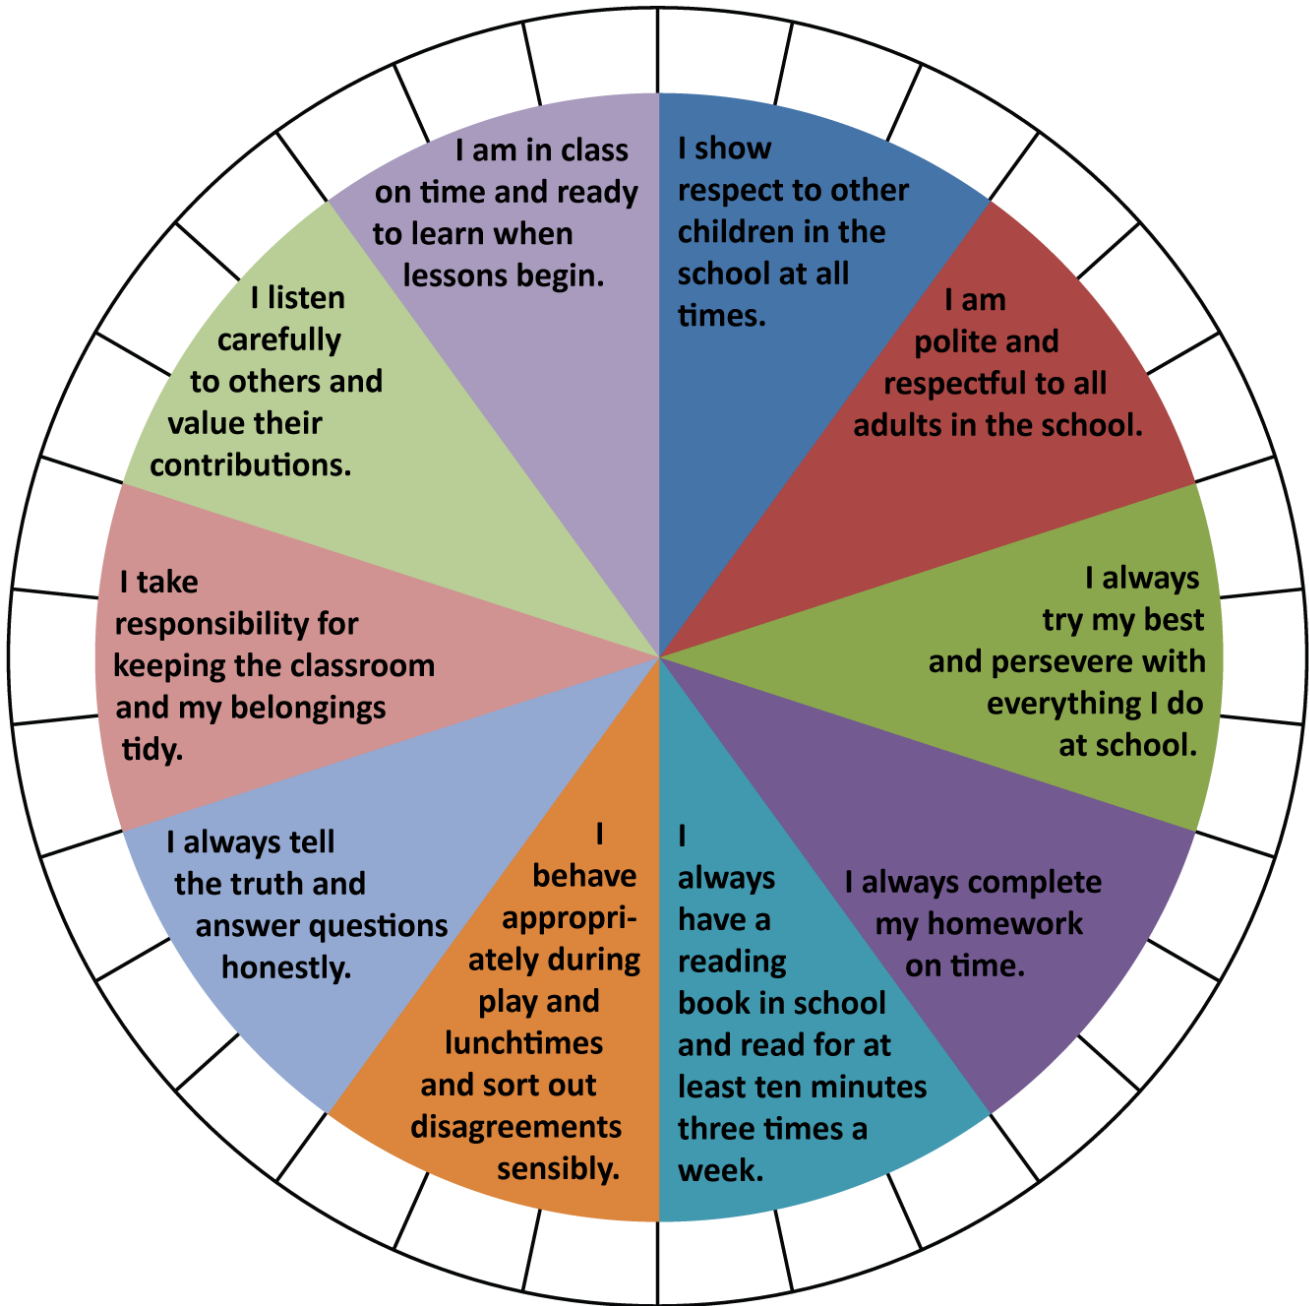 I show
respect to other
children in the
school at all
times.
I am
polite and
respectful to all
adults in the school.
I always
try my best
and persevere with
everything I do
at school.
I always complete
my homework
on time.
I
always
have a
reading
book in school
and read for at
least ten minutes
three times a
week.
I
behave
appropri-
ately during
play and
lunchtimes
and sort out
disagreements
sensibly.
I always tell
the truth and
answer questions
honestly.
I take
responsibility for
keeping the classroom
and my belongings
tidy.
I listen
carefully
to others and
value their
contributions.
I am in class
on time and ready
to learn when
lessons begin.